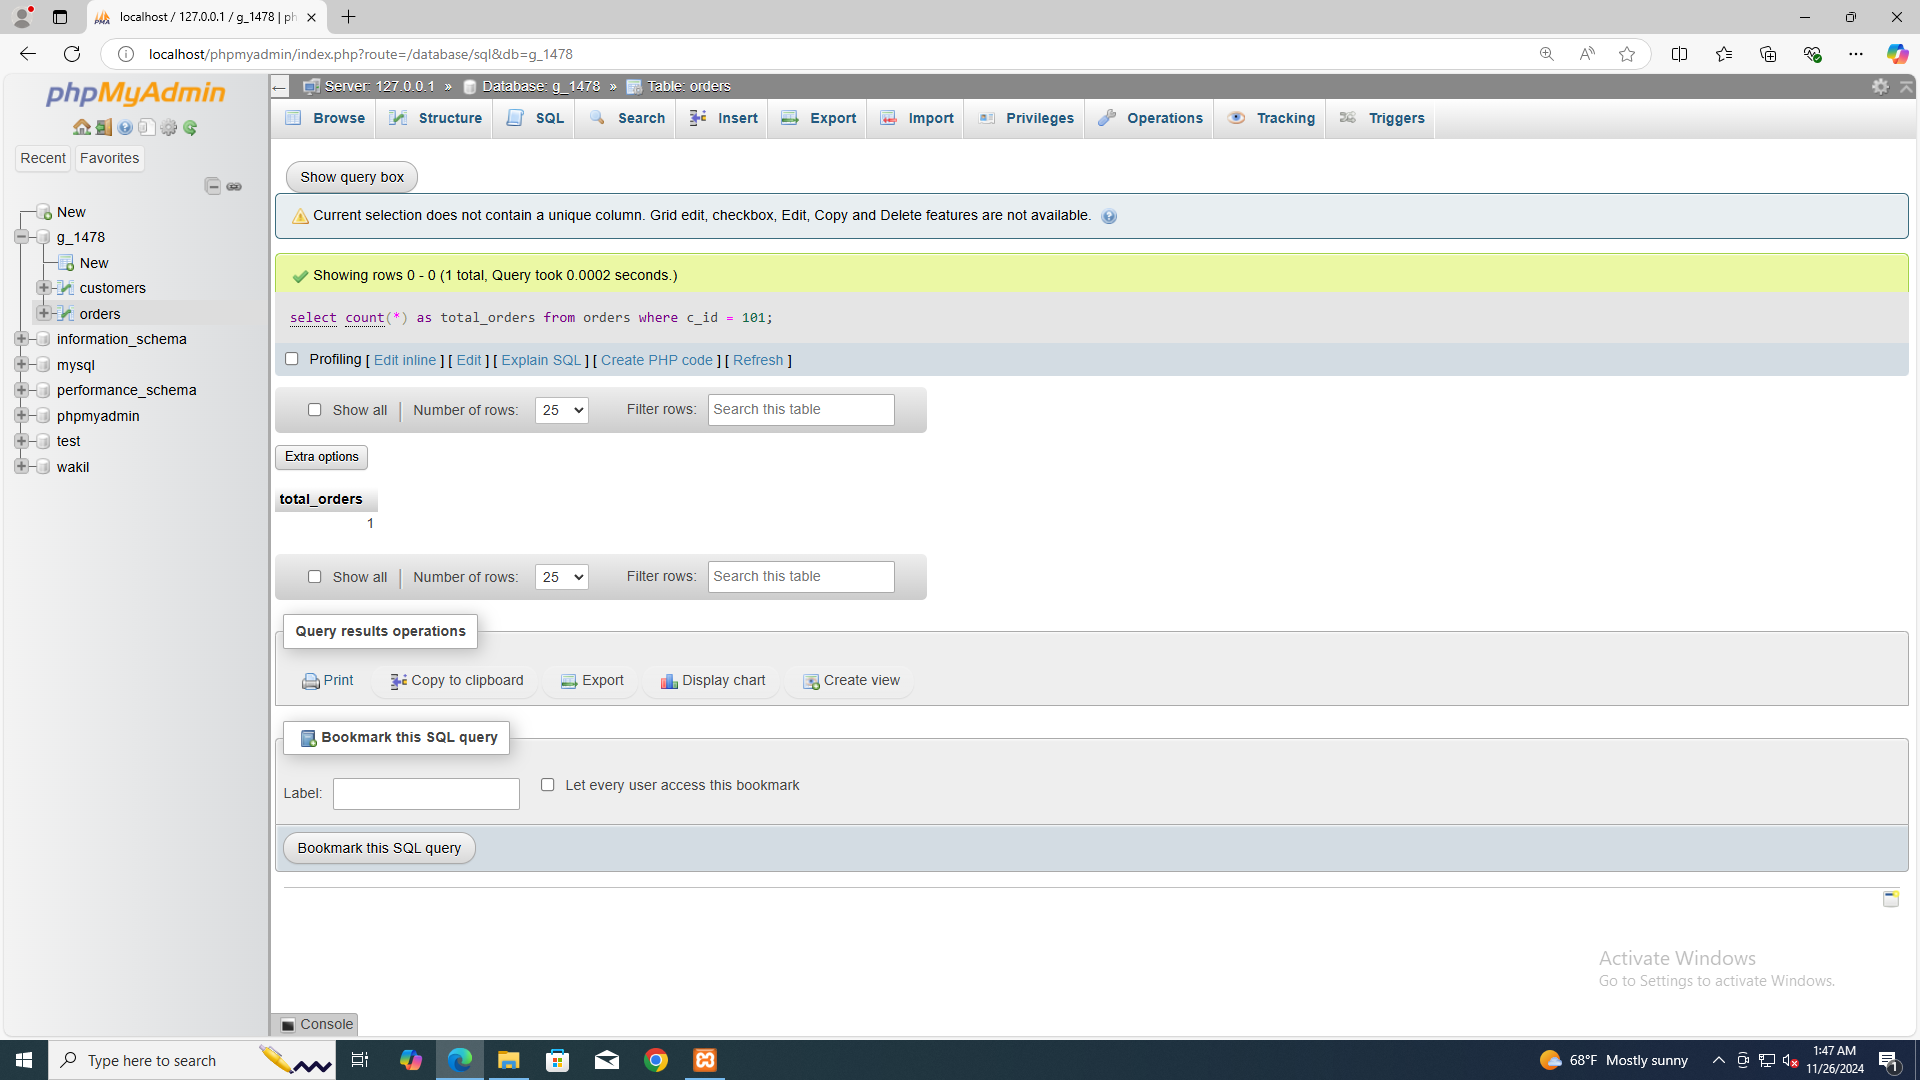 localhost / 127.0.0.1 / g_1478 | ph
localhost/phpmyadmin/index.php?route=/database/sql&db=g_1478
phpMyAdmin
Recent Favorites
New
g_1478
New
customers
orders
information_schema
mysql
performance_schema
phpmyadmin
test
wakil
Server: 127.0.0.1 » Database: g_1478 » Table: orders
Browse Structure SQL Search Insert Export Import Privileges Operations Tracking Triggers
Show query box
Current selection does not contain a unique column. Grid edit, checkbox, Edit, Copy and Delete features are not available.
Showing rows 0 - 0 (1 total, Query took 0.0002 seconds.)
select count(*) as total_orders from orders where c_id = 101;
Profiling [ Edit inline ] [ Edit ] [ Explain SQL ] [ Create PHP code ] [ Refresh ]
Show all | Number of rows: 25 Filter rows: Search this table
Extra options
total_orders
1
Show all | Number of rows: 25 Filter rows: Search this table
Query results operations
Print Copy to clipboard Export Display chart Create view
Bookmark this SQL query
Label: Let every user access this bookmark
Bookmark this SQL query
Activate Windows
Go to Settings to activate Windows.
Console
Type here to search
68°F Mostly sunny
1:47 AM
11/26/2024
1